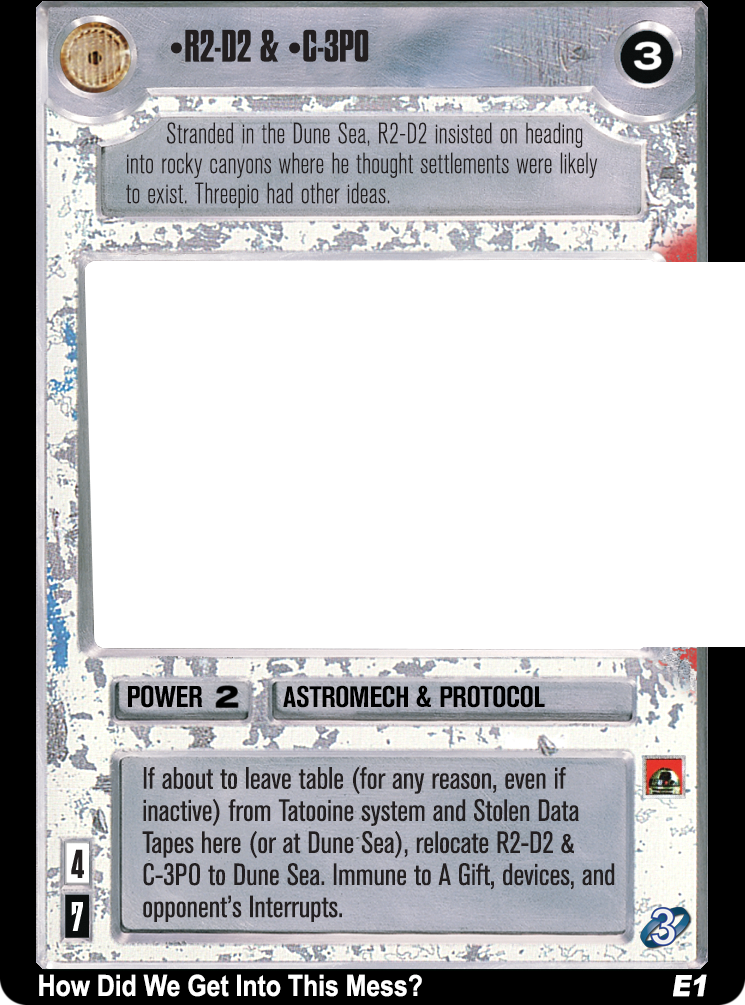 •R2-D2 & •C-3PO
3
Stranded in the Dune Sea, R2-D2 insisted on heading
into rocky canyons where he thought settlements were likely
to exist. Threepio had other ideas.
POWER 2
ASTROMECH & PROTOCOL
If about to leave table (for any reason, even if
inactive) from Tatooine system and Stolen Data
Tapes here (or at Dune Sea), relocate R2-D2 &
C-3PO to Dune Sea. Immune to A Gift, devices, and
opponent's Interrupts.
4
7
3
How Did We Get Into This Mess?
E1